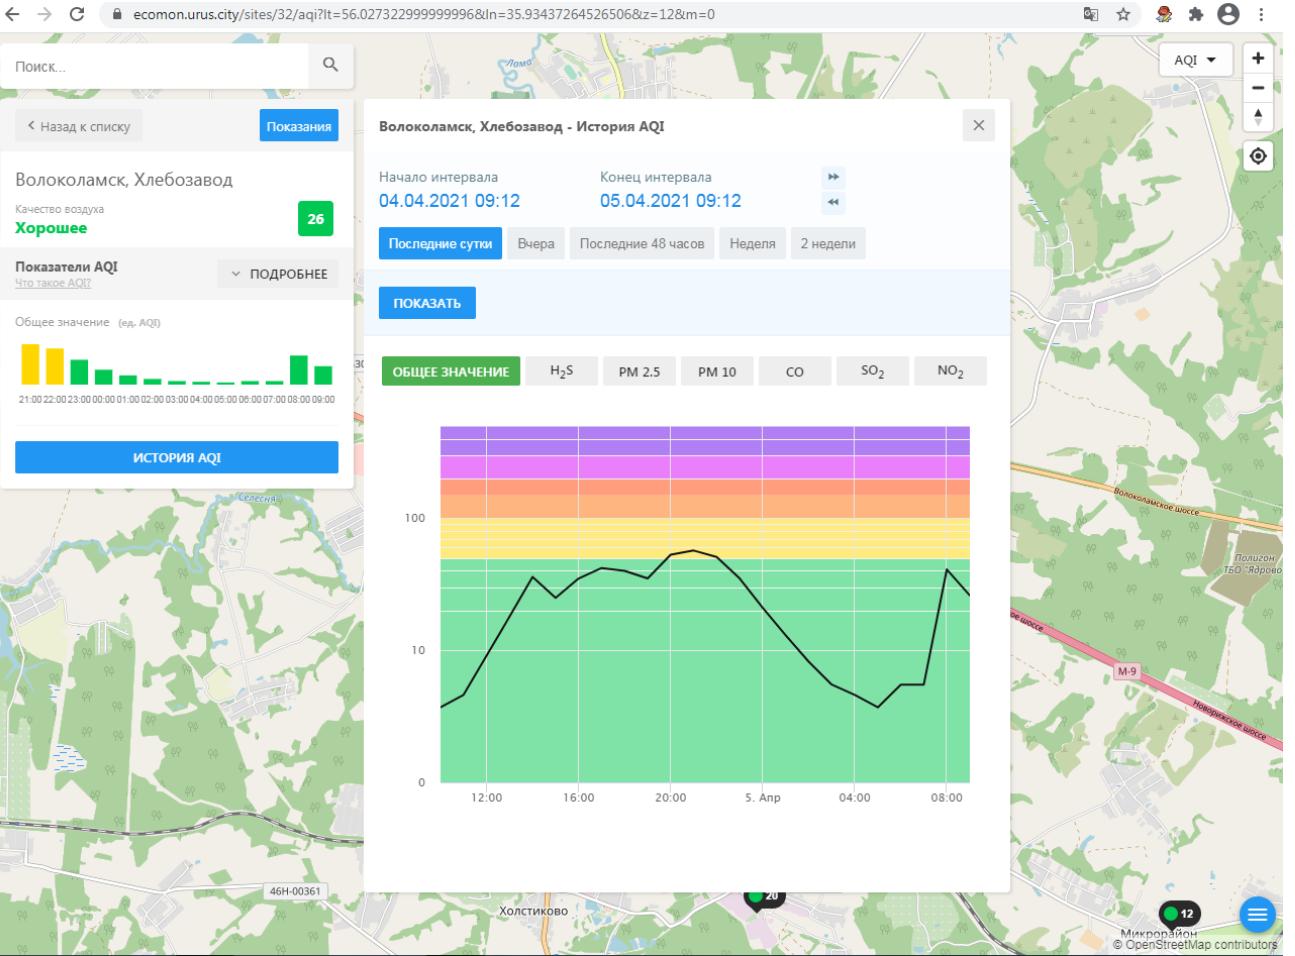 ecomon.urus.city/sites/32/aqi?lt=56.027322999999996&ln=35.93437264526506&z=12&m=0
Поиск...
AQI
Назад к списку
Показания
Волоколамск, Хлебозавод
Качество воздуха
Хорошее
26
Показатели AQI
Что такое AQI?
ПОДРОБНЕЕ
Общее значение (ед. AQI)
21:00 22:00 23:00 00:00 01:00 02:00 03:00 04:00 05:00 06:00 07:00 08:00 09:00
ИСТОРИЯ AQI
Волоколамск, Хлебозавод - История AQI
Начало интервала
Конец интервала
04.04.2021 09:12
05.04.2021 09:12
Последние сутки
Вчера
Последние 48 часов
Неделя
2 недели
ПОКАЗАТЬ
ОБЩЕЕ ЗНАЧЕНИЕ
H2S
PM 2.5
PM 10
CO
SO2
NO2
100
10
0
12:00
16:00
20:00
5. Апр
04:00
08:00
Лама
Селесня
Волоколамское шоссе
Полигон
ТБО "Ядрово
М-9
Новорижское шоссе
46Н-00361
Холстиково
20
12
Микрорайон
© OpenStreetMap contributors